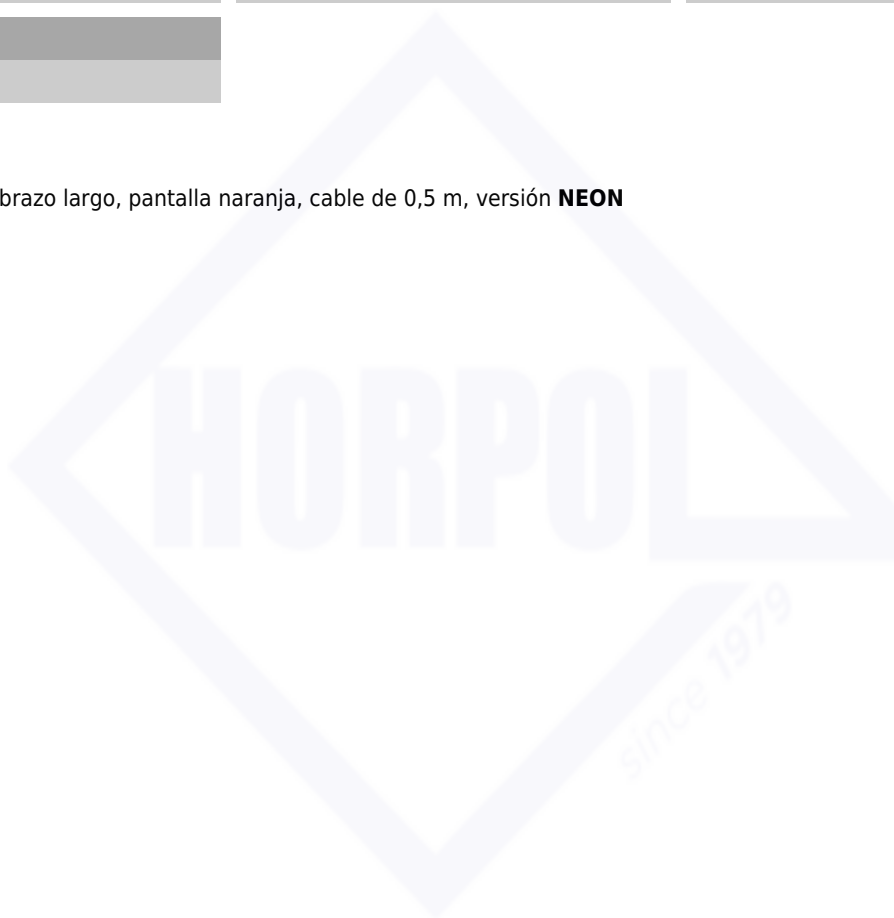 brazo largo, pantalla naranja, cable de 0,5 m, versión NEON
HORPOL
since 1979